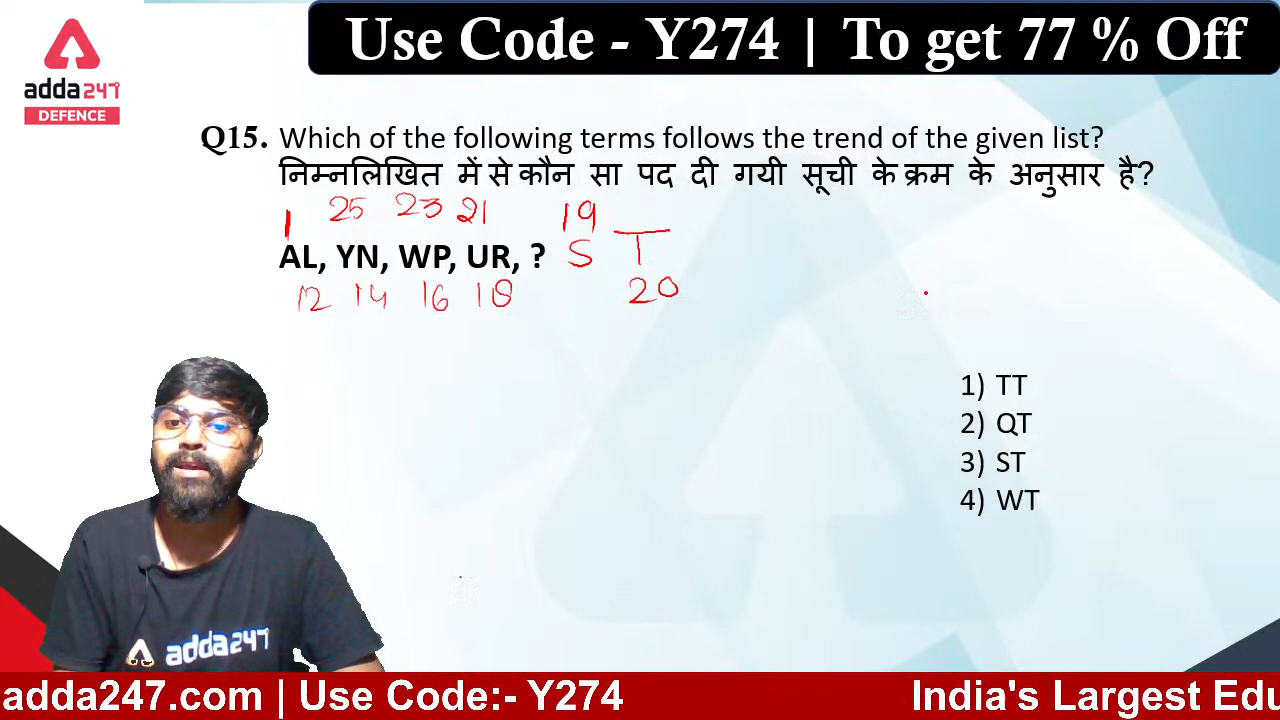 Use Code - Y274 | To get 77 % Off
adda247
DEFENCE
Q15. Which of the following terms follows the trend of the given list?
निम्नलिखित में से कौन सा पद दी गयी सूची के क्रम के अनुसार है?
1 25 23 21 19
AL, YN, WP, UR, ? S T
12 14 16 18 20
1) TT
2) QT
3) ST
4) WT
adda247
adda247.com | Use Code:- Y274 India's Largest Edu